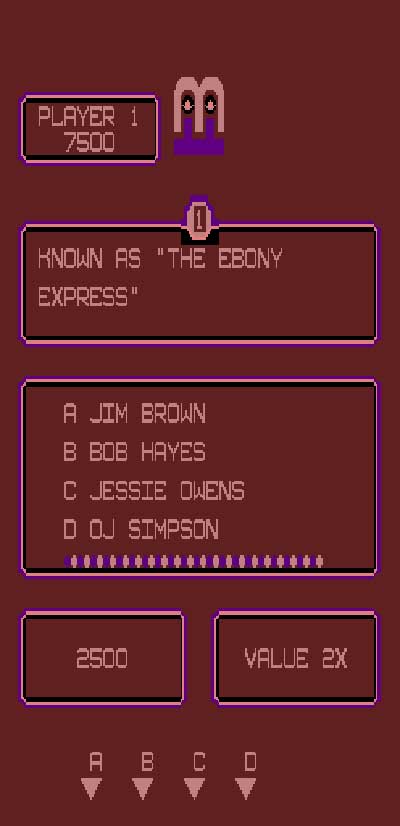 PLAYER 1
7500
1
KNOWN AS "THE EBONY
EXPRESS"
A JIM BROWN
B BOB HAYES
C JESSIE OWENS
D OJ SIMPSON
2500
VALUE 2X
A B C D